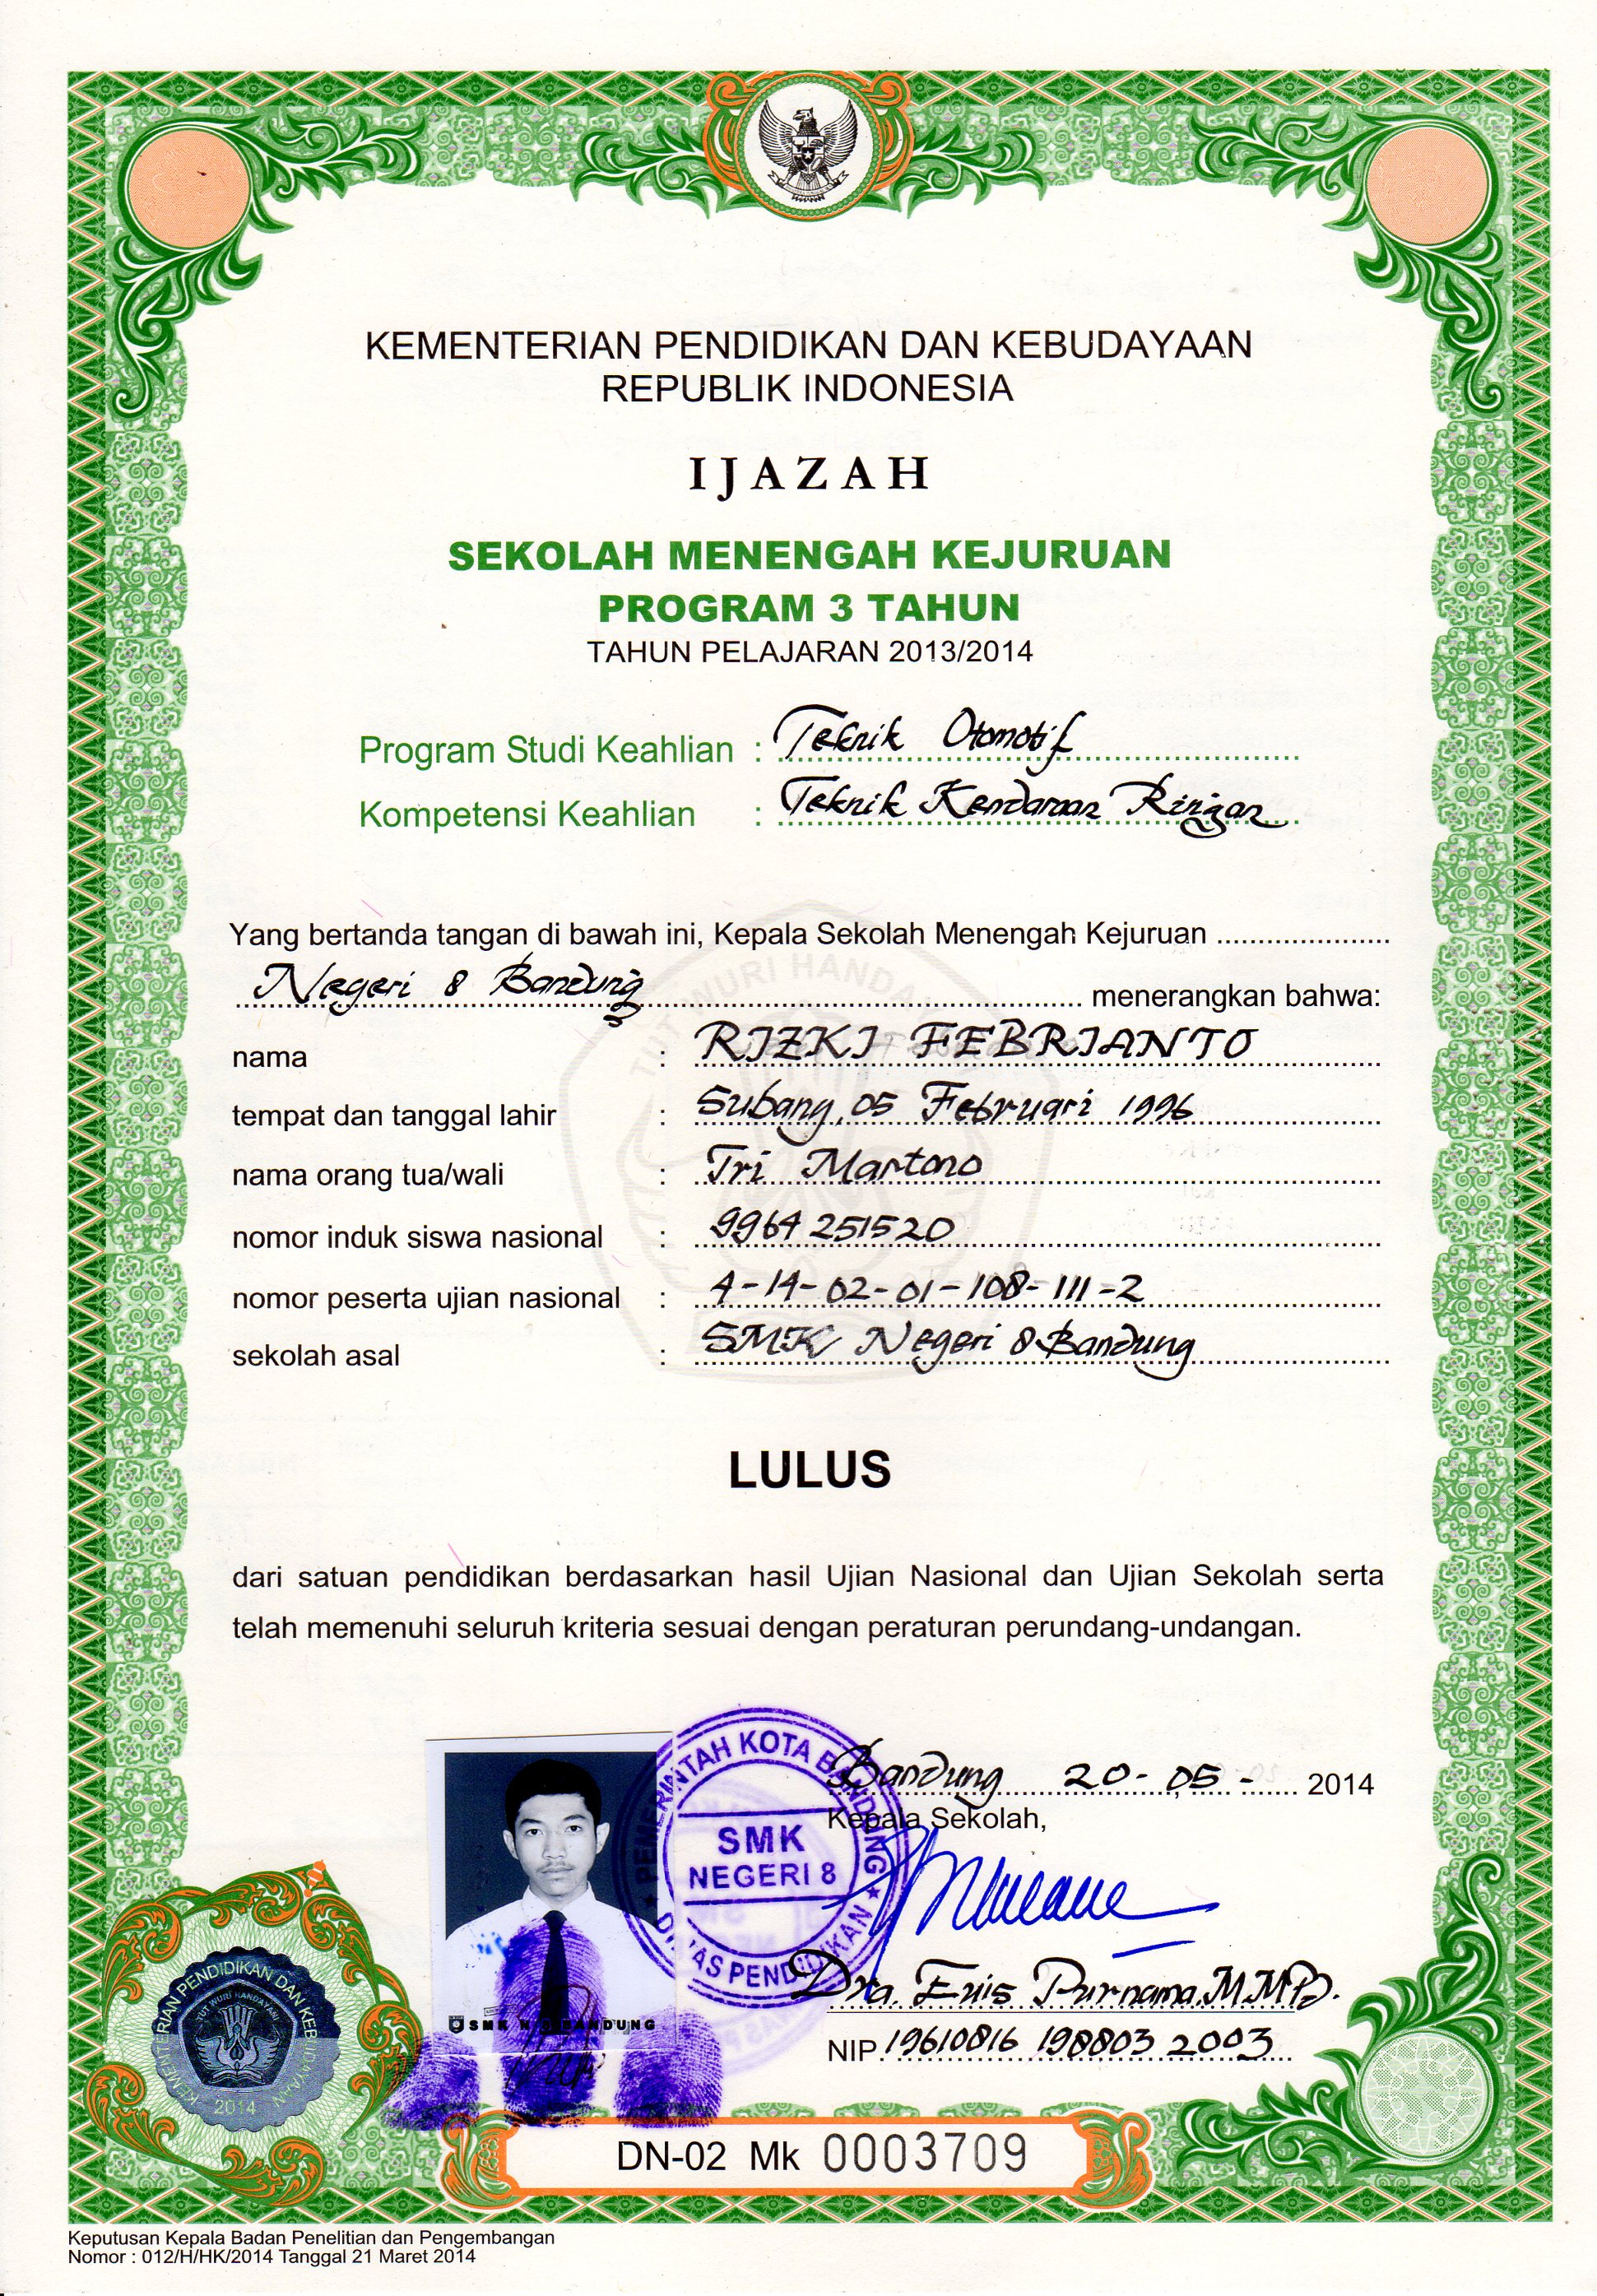 KEMENTERIAN PENDIDIKAN DAN KEBUDAYAAN
REPUBLIK INDONESIA
IJAZAH
SEKOLAH MENENGAH KEJURUAN
PROGRAM 3 TAHUN
TAHUN PELAJARAN 2013/2014
Program Studi Keahlian : Teknik Otomotif
Kompetensi Keahlian : Teknik Kendaraan Ringan
Yang bertanda tangan di bawah ini, Kepala Sekolah Menengah Kejuruan
Negeri 8 Bandung menerangkan bahwa:
TUT WURI HANDAYANI
nama : RIZKI FEBRIANTO
tempat dan tanggal lahir : Subang, 05 Februari 1996
nama orang tua/wali : Tri Martono
nomor induk siswa nasional : 9964251520
nomor peserta ujian nasional : 4-14-02-01-108-111-2
sekolah asal : SMK Negeri 8 Bandung
LULUS
dari satuan pendidikan berdasarkan hasil Ujian Nasional dan Ujian Sekolah serta
telah memenuhi seluruh kriteria sesuai dengan peraturan perundang-undangan.
PEMERINTAH KOTA BANDUNG
SMK
NEGERI 8
DINAS PENDIDIKAN
Bandung, 20-05- 2014
Kepala Sekolah,
Dra. Euis Purnama, M.MPd.
NIP. 19610816 198803 2003
SMK N 8 BANDUNG
KEMENTERIAN PENDIDIKAN DAN KEBUDAYAAN
TUT WURI HANDAYANI
2014
DN-02 Mk 0003709
Keputusan Kepala Badan Penelitian dan Pengembangan
Nomor : 012/H/HK/2014 Tanggal 21 Maret 2014